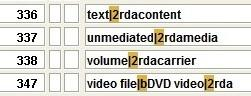 336 text|2rdacontent
337 unmediated|2rdamedia
338 volume|2rdacarrier
347 video file|bDVD video|2rda